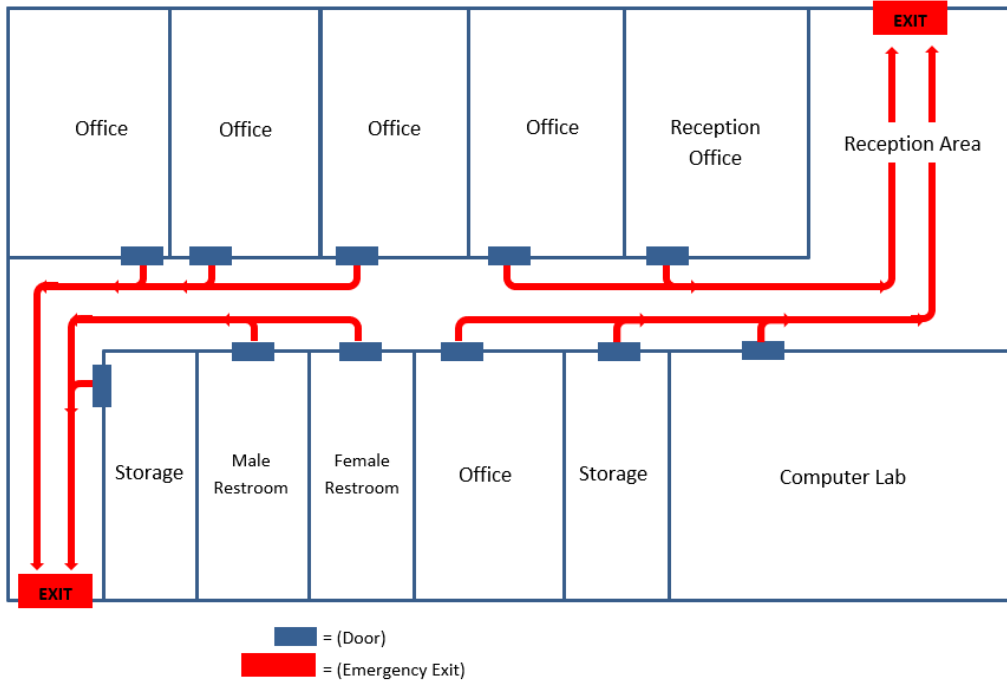 EXIT
Office
Office
Office
Office
Reception
Office
Reception Area
Storage
Male
Restroom
Female
Restroom
Office
Storage
Computer Lab
EXIT
= (Door)
= (Emergency Exit)